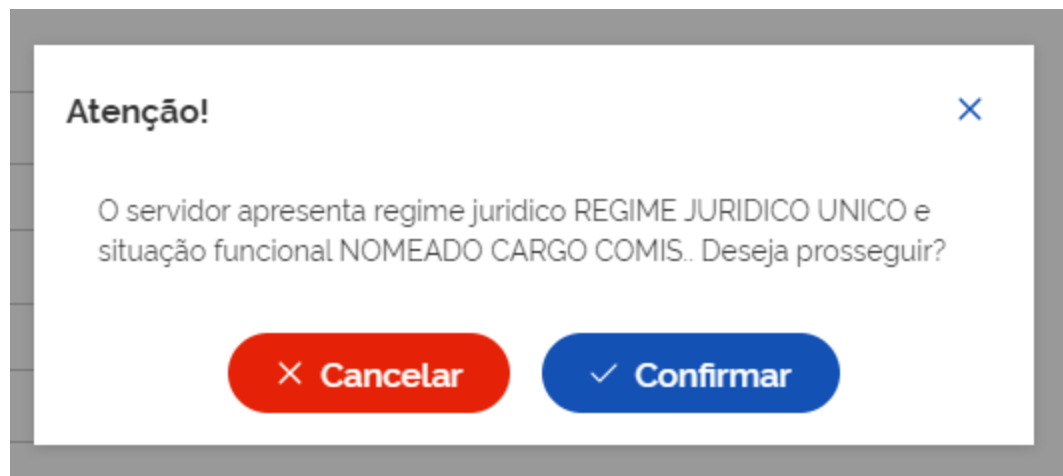 Atenção!
O servidor apresenta regime juridico REGIME JURIDICO UNICO e
situação funcional NOMEADO CARGO COMIS.. Deseja prosseguir?
Cancelar
Confirmar